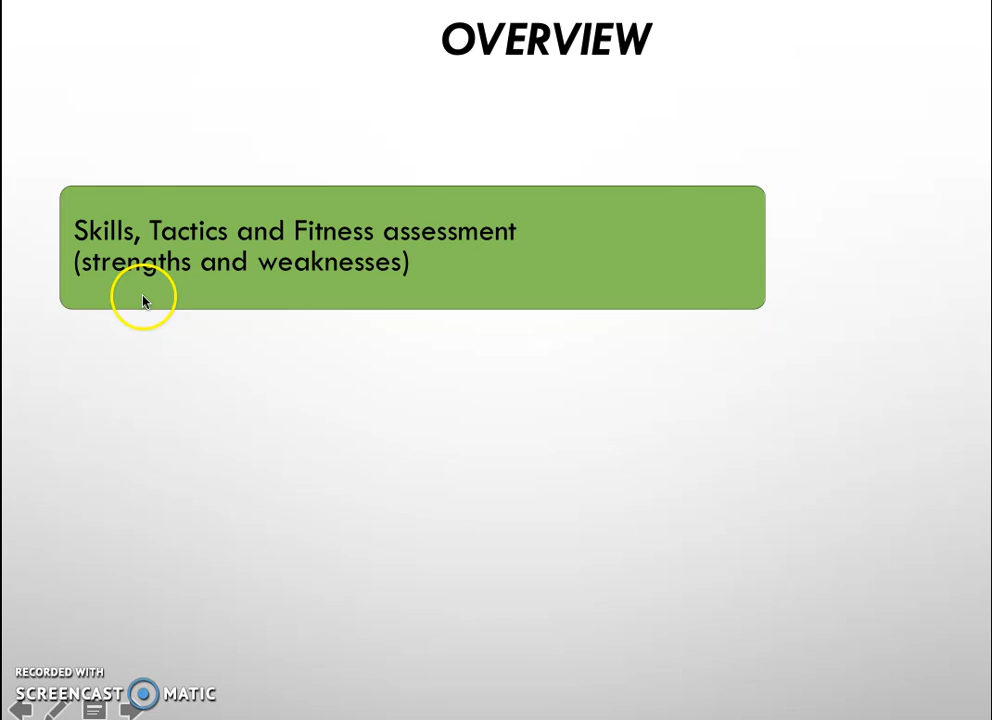 OVERVIEW
Skills, Tactics and Fitness assessment
(strengths and weaknesses)
RECORDED WITH
SCREENCAST MATIC